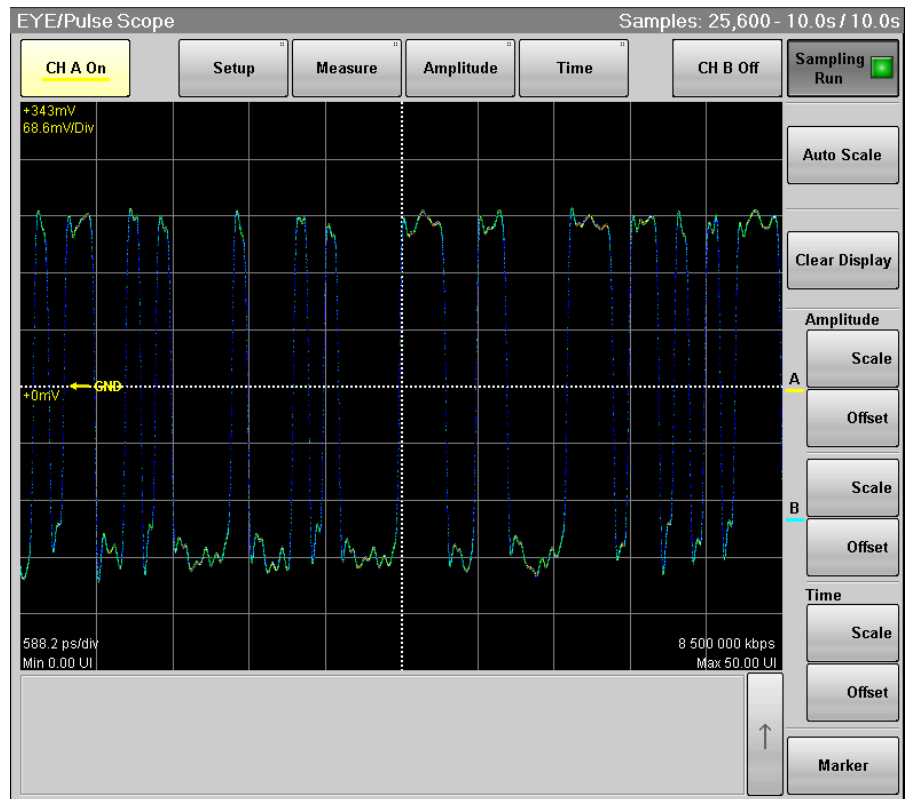 EYE/Pulse Scope
Samples: 25,600 - 10.0s / 10.0s
CH A On
Setup
Measure
Amplitude
Time
CH B Off
Sampling
Run
+343mV
68.6mV/Div
Auto Scale
Clear Display
Amplitude
Scale
A
GND
+0mV
Offset
Scale
B
Offset
Time
588.2 ps/div
8 500 000 kbps
Scale
Min 0.00 UI
Max 50.00 UI
Offset
Marker